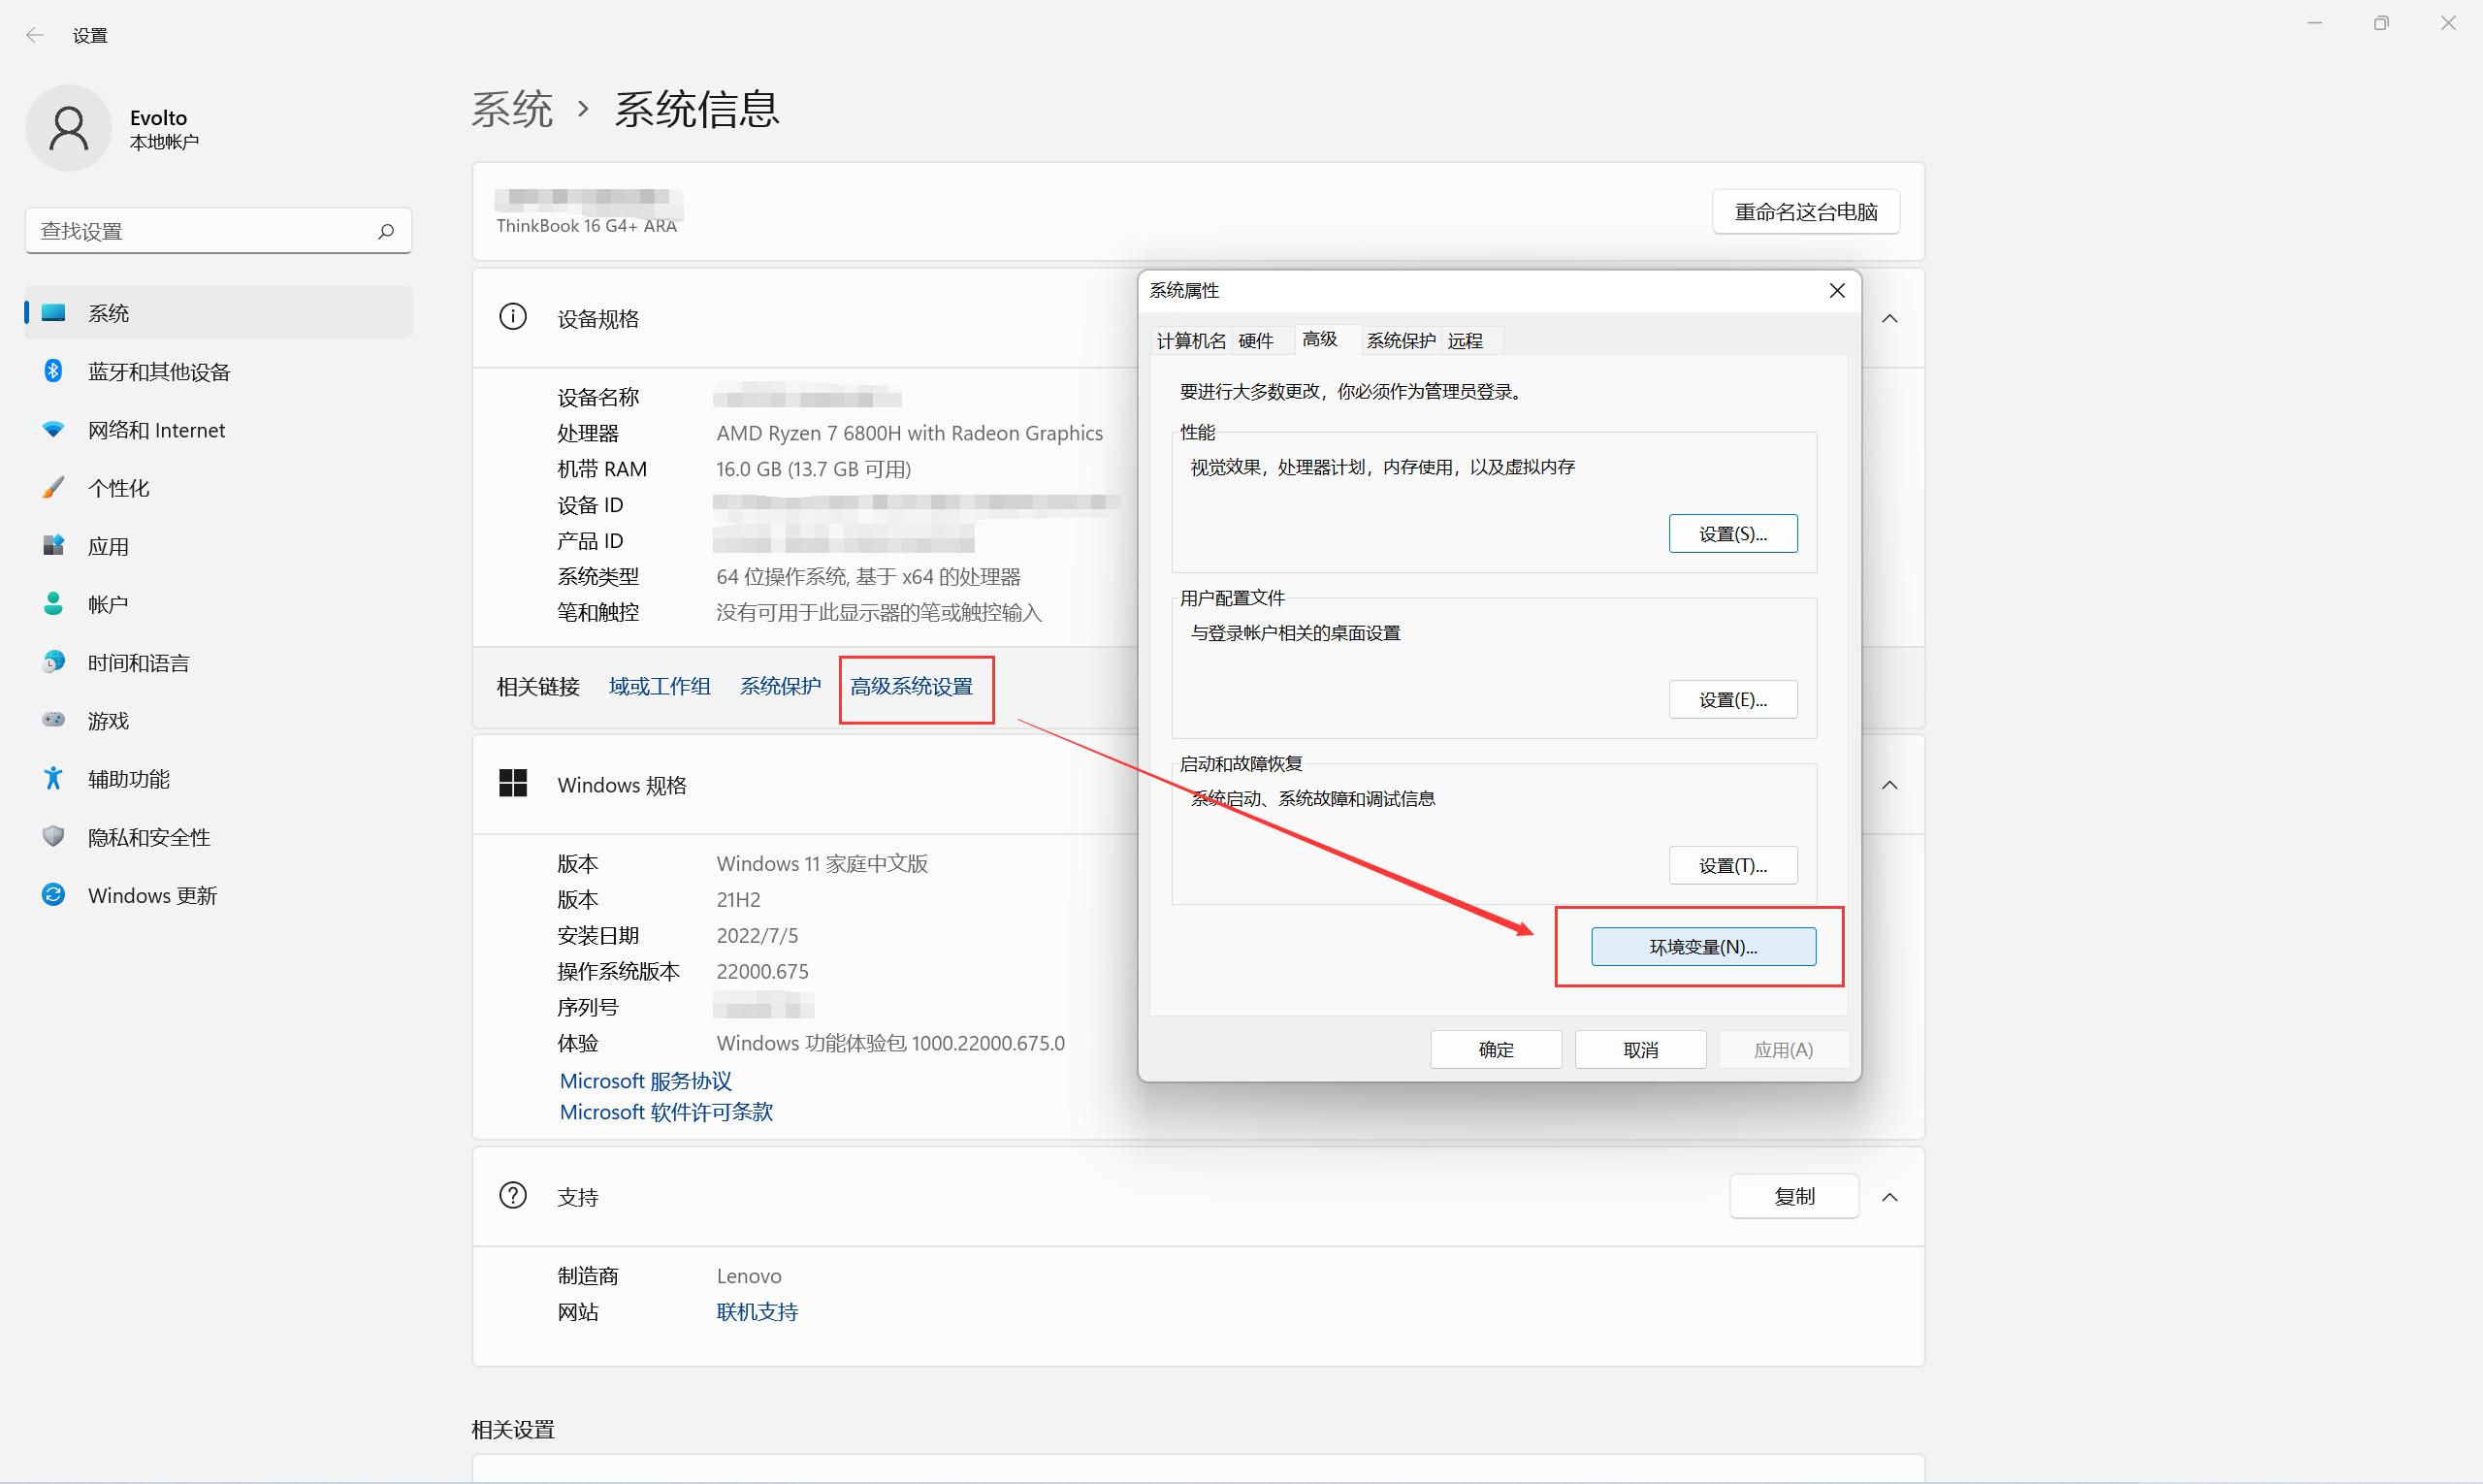 设置
Evolto
本地帐户
查找设置
系统
蓝牙和其他设备
网络和 Internet
个性化
应用
帐户
时间和语言
游戏
辅助功能
隐私和安全性
Windows 更新
系统 › 系统信息
ThinkBook 16 G4+ ARA
重命名这台电脑
设备规格
设备名称
处理器 AMD Ryzen 7 6800H with Radeon Graphics
机带 RAM 16.0 GB (13.7 GB 可用)
设备 ID
产品 ID
系统类型 64 位操作系统, 基于 x64 的处理器
笔和触控 没有可用于此显示器的笔或触控输入
相关链接 域或工作组 系统保护 高级系统设置
Windows 规格
版本 Windows 11 家庭中文版
版本 21H2
安装日期 2022/7/5
操作系统版本 22000.675
序列号
体验 Windows 功能体验包 1000.22000.675.0
Microsoft 服务协议
Microsoft 软件许可条款
支持
复制
制造商 Lenovo
网站 联机支持
相关设置
系统属性
计算机名 硬件 高级 系统保护 远程
要进行大多数更改，你必须作为管理员登录。
性能
视觉效果，处理器计划，内存使用，以及虚拟内存
设置(S)...
用户配置文件
与登录帐户相关的桌面设置
设置(E)...
启动和故障恢复
系统启动、系统故障和调试信息
设置(T)...
环境变量(N)...
确定 取消 应用(A)